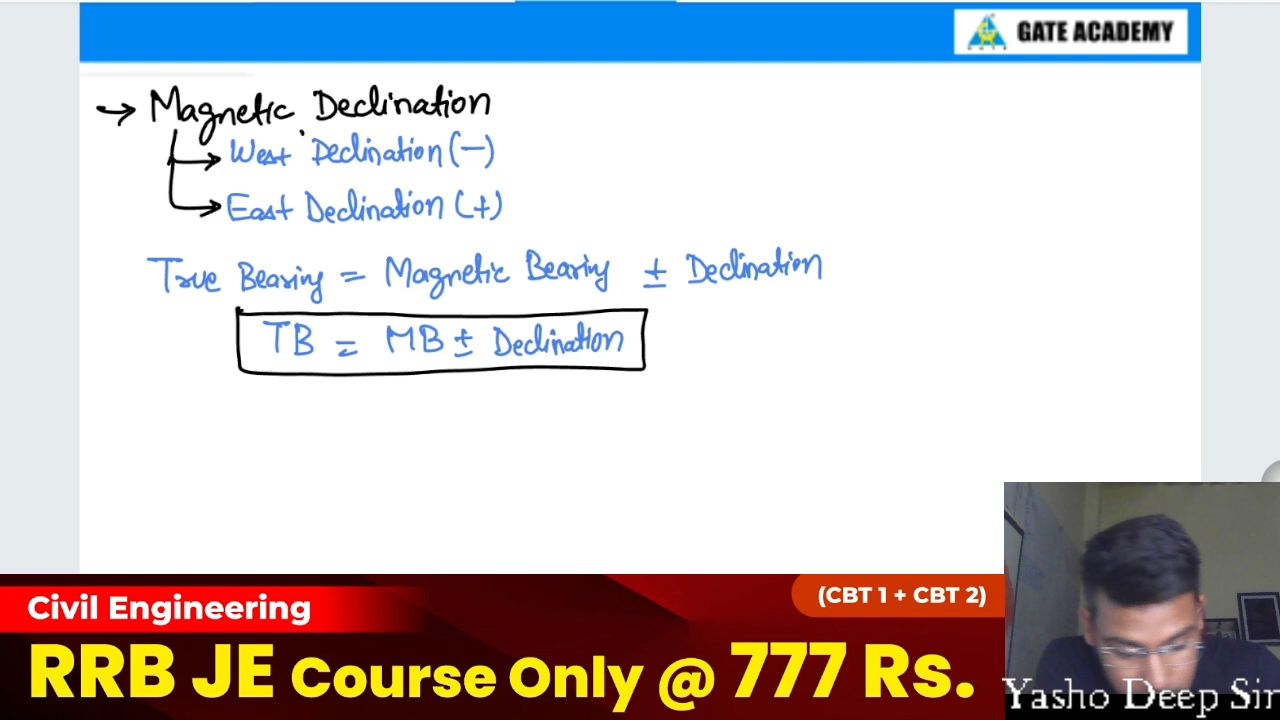 GATE ACADEMY
→ Magnetic Declination
→ West Declination (-)
→ East Declination (+)
True Bearing = Magnetic Bearing ± Declination
TB = MB ± Declination
Civil Engineering
(CBT 1 + CBT 2)
RRB JE Course Only @ 777 Rs.
Yasho Deep Sir